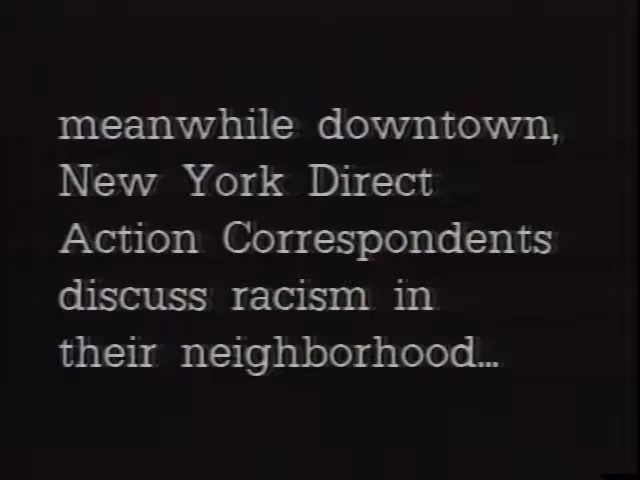 meanwhile downtown,
New York Direct
Action Correspondents
discuss racism in
their neighborhood...